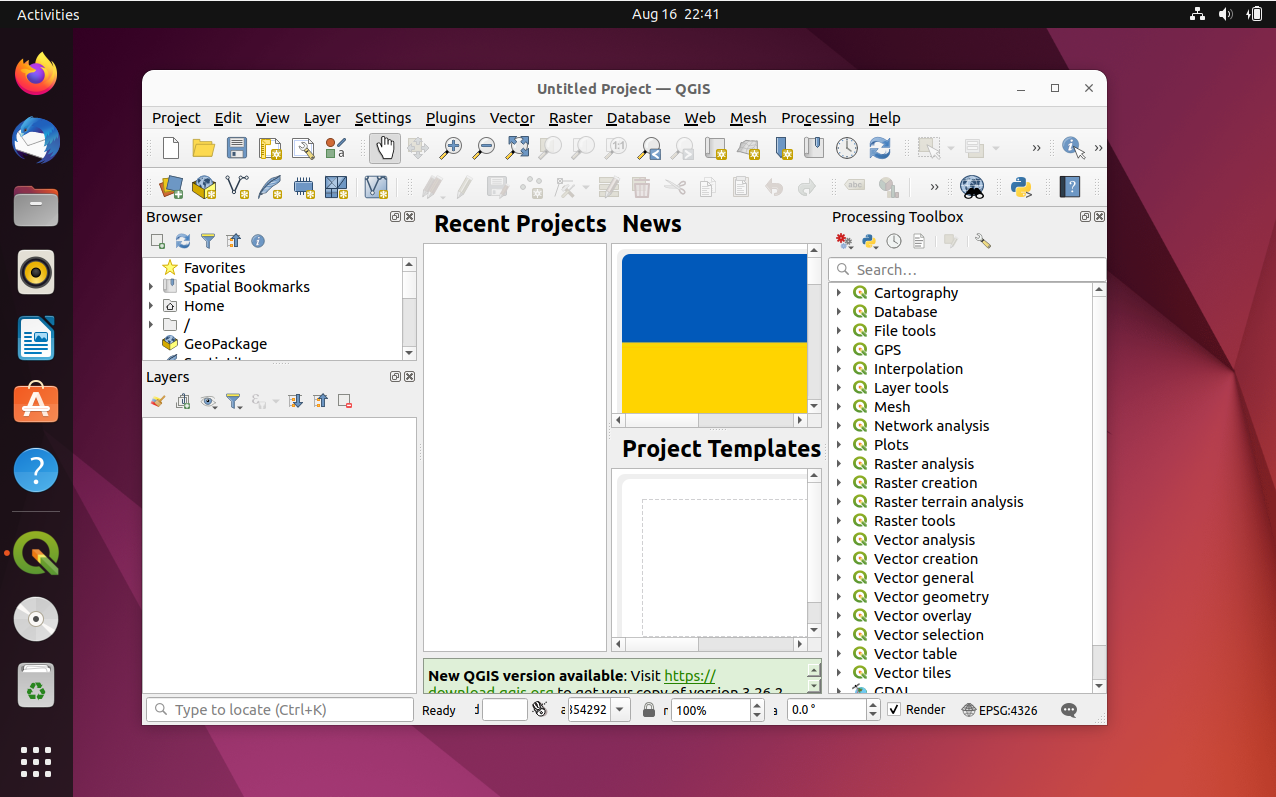 Activities
Aug 16 22:41
Untitled Project — QGIS
Project Edit View Layer Settings Plugins Vector Raster Database Web Mesh Processing Help
Browser
Favorites
Spatial Bookmarks
Home
/
GeoPackage
Layers
Type to locate (Ctrl+K)
Recent Projects
News
Project Templates
New QGIS version available: Visit https://
download.qgis.org to get your copy of version 3.26.2
Processing Toolbox
Search...
Cartography
Database
File tools
GPS
Interpolation
Layer tools
Mesh
Network analysis
Plots
Raster analysis
Raster creation
Raster terrain analysis
Raster tools
Vector analysis
Vector creation
Vector general
Vector geometry
Vector overlay
Vector selection
Vector table
Vector tiles
GDAL
Ready
354292
100%
0.0 °
Render
EPSG:4326